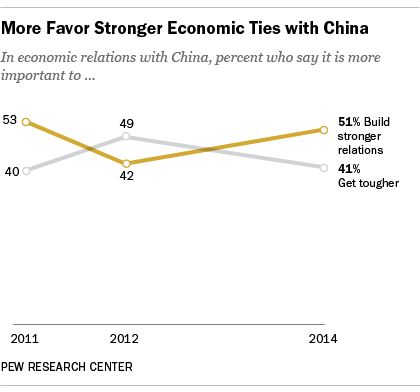 More Favor Stronger Economic Ties with China
In economic relations with China, percent who say it is more
important to ...
53
49
51% Build
stronger
relations
40
42
41%
Get tougher
2011
2012
2014
PEW RESEARCH CENTER